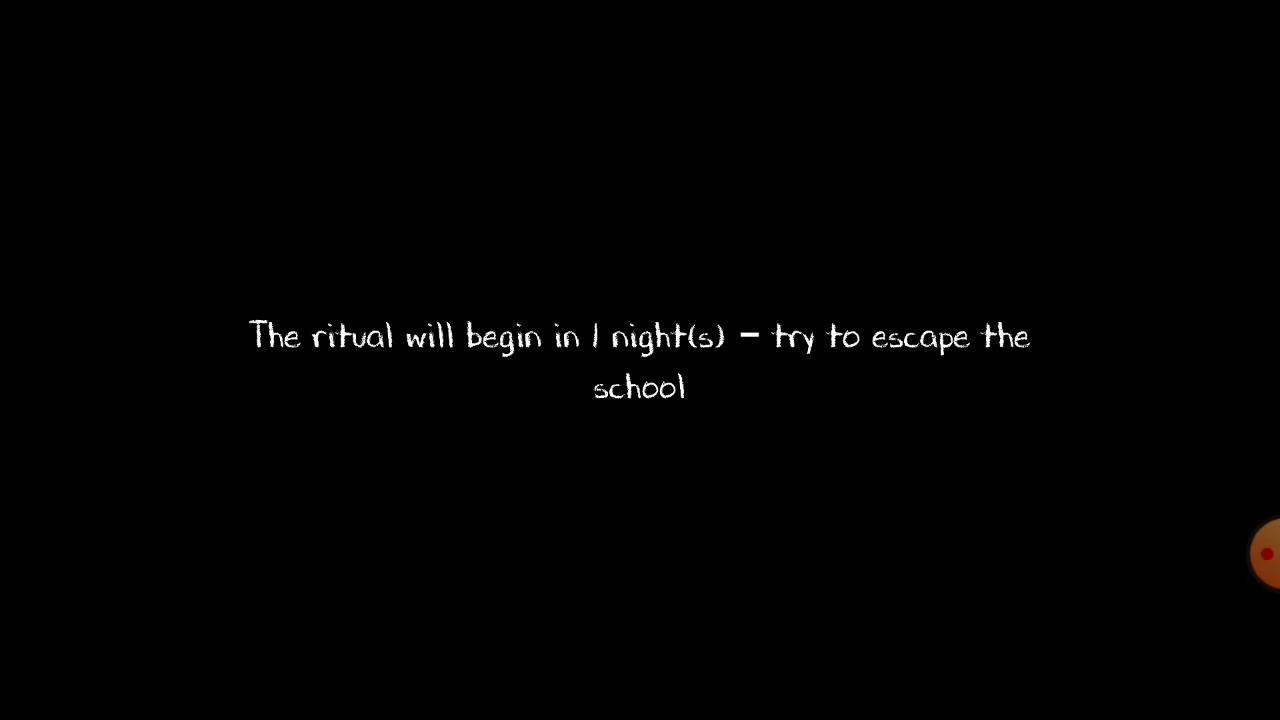 The ritual will begin in 1 night(s) - try to escape the
school